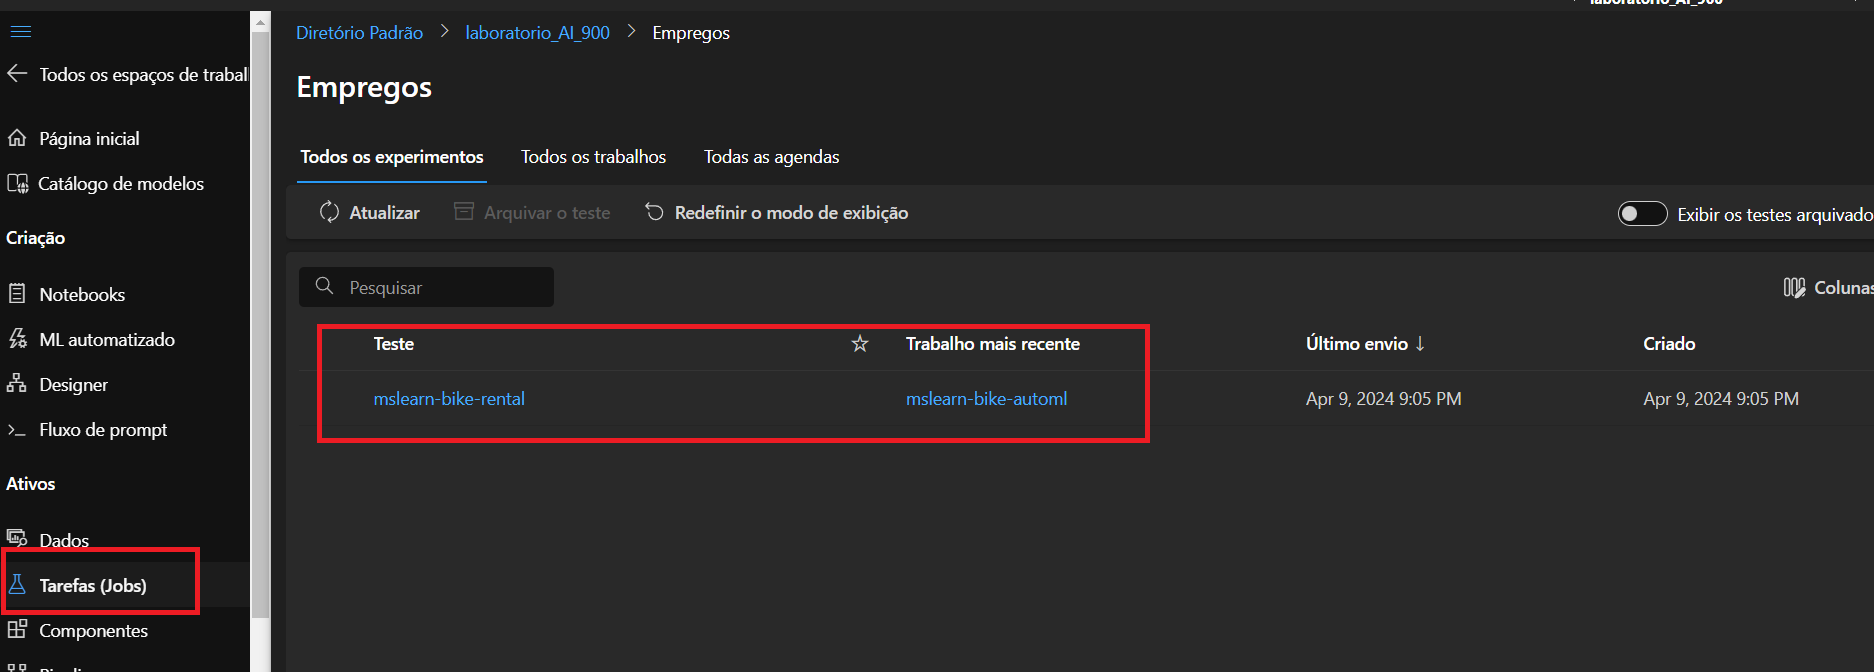 laboratorio_AI_900
Todos os espaços de trabal
Página inicial
Catálogo de modelos
Criação
Notebooks
ML automatizado
Designer
Fluxo de prompt
Ativos
Dados
Tarefas (Jobs)
Componentes
Diretório Padrão > laboratorio_AI_900 > Empregos
Empregos
Todos os experimentos Todos os trabalhos Todas as agendas
Atualizar Arquivar o teste Redefinir o modo de exibição Exibir os testes arquivado
Pesquisar Colunas
Teste Trabalho mais recente Último envio ↓ Criado
mslearn-bike-rental mslearn-bike-automl Apr 9, 2024 9:05 PM Apr 9, 2024 9:05 PM